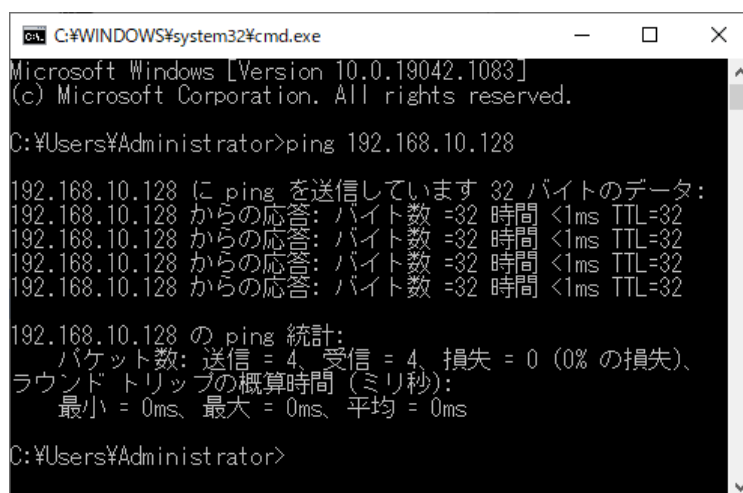 C:¥WINDOWS¥system32¥cmd.exe
Microsoft Windows [Version 10.0.19042.1083]
(c) Microsoft Corporation. All rights reserved.
C:¥Users¥Administrator>ping 192.168.10.128
192.168.10.128 に ping を送信しています 32 バイトのデータ:
192.168.10.128 からの応答: バイト数 =32 時間 <1ms TTL=32
192.168.10.128 からの応答: バイト数 =32 時間 <1ms TTL=32
192.168.10.128 からの応答: バイト数 =32 時間 <1ms TTL=32
192.168.10.128 からの応答: バイト数 =32 時間 <1ms TTL=32
192.168.10.128 の ping 統計:
パケット数: 送信 = 4、受信 = 4、損失 = 0 (0% の損失)、
ラウンド トリップの概算時間 (ミリ秒):
最小 = 0ms、最大 = 0ms、平均 = 0ms
C:¥Users¥Administrator>